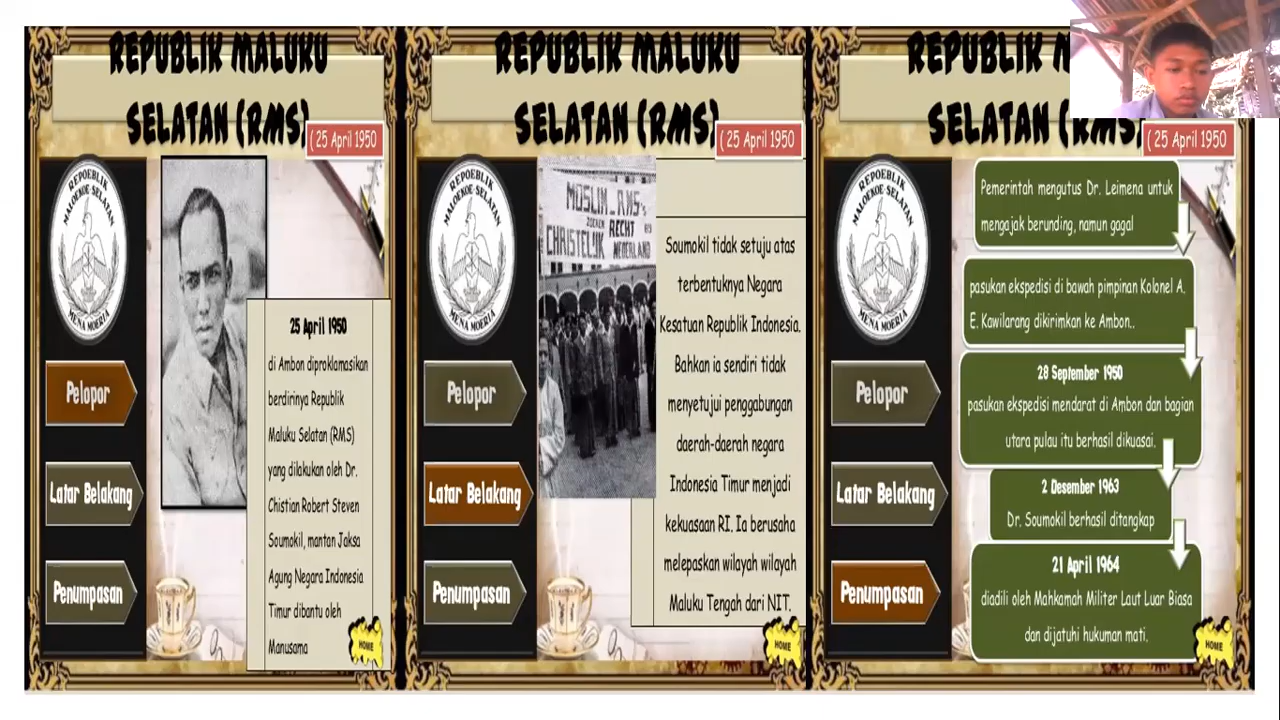 REPUBLIK MALUKU
SELATAN (RMS)
( 25 April 1950
REPOEBLIK
MALOEKOE-SELATAN
MENA MOERIA
Pelopor
Latar Belakang
Penumpasan
25 April 1950
di Ambon diproklamasikan
berdirinya Republik
Maluku Selatan (RMS)
yang dilakukan oleh Dr.
Chistian Robert Steven
Soumokil, mantan Jaksa
Agung Negara Indonesia
Timur dibantu oleh
Manusama
HOME
REPUBLIK MALUKU
SELATAN (RMS)
( 25 April 1950
REPOEBLIK
MALOEKOE-SELATAN
MENA MOERIA
Pelopor
Latar Belakang
Penumpasan
MOSLIM_RMS's
ZOEKEN RECHT
CHRISTELIJK NEDERLAND
Soumokil tidak setuju atas
terbentuknya Negara
Kesatuan Republik Indonesia.
Bahkan ia sendiri tidak
menyetujui penggabungan
daerah-daerah negara
Indonesia Timur menjadi
kekuasaan RI. Ia berusaha
melepaskan wilayah wilayah
Maluku Tengah dari NIT.
HOME
REPUBLIK M
SELATAN (RMS)
( 25 April 1950
REPOEBLIK
MALOEKOE-SELATAN
MENA MOERIA
Pelopor
Latar Belakang
Penumpasan
Pemerintah mengutus Dr. Leimena untuk
mengajak berunding, namun gagal
pasukan ekspedisi di bawah pimpinan Kolonel A.
E. Kawilarang dikirimkan ke Ambon..
28 September 1950
pasukan ekspedisi mendarat di Ambon dan bagian
utara pulau itu berhasil dikuasai.
2 Desember 1963
Dr. Soumokil berhasil ditangkap
21 April 1964
diadili oleh Mahkamah Militer Laut Luar Biasa
dan dijatuhi hukuman mati.
HOME